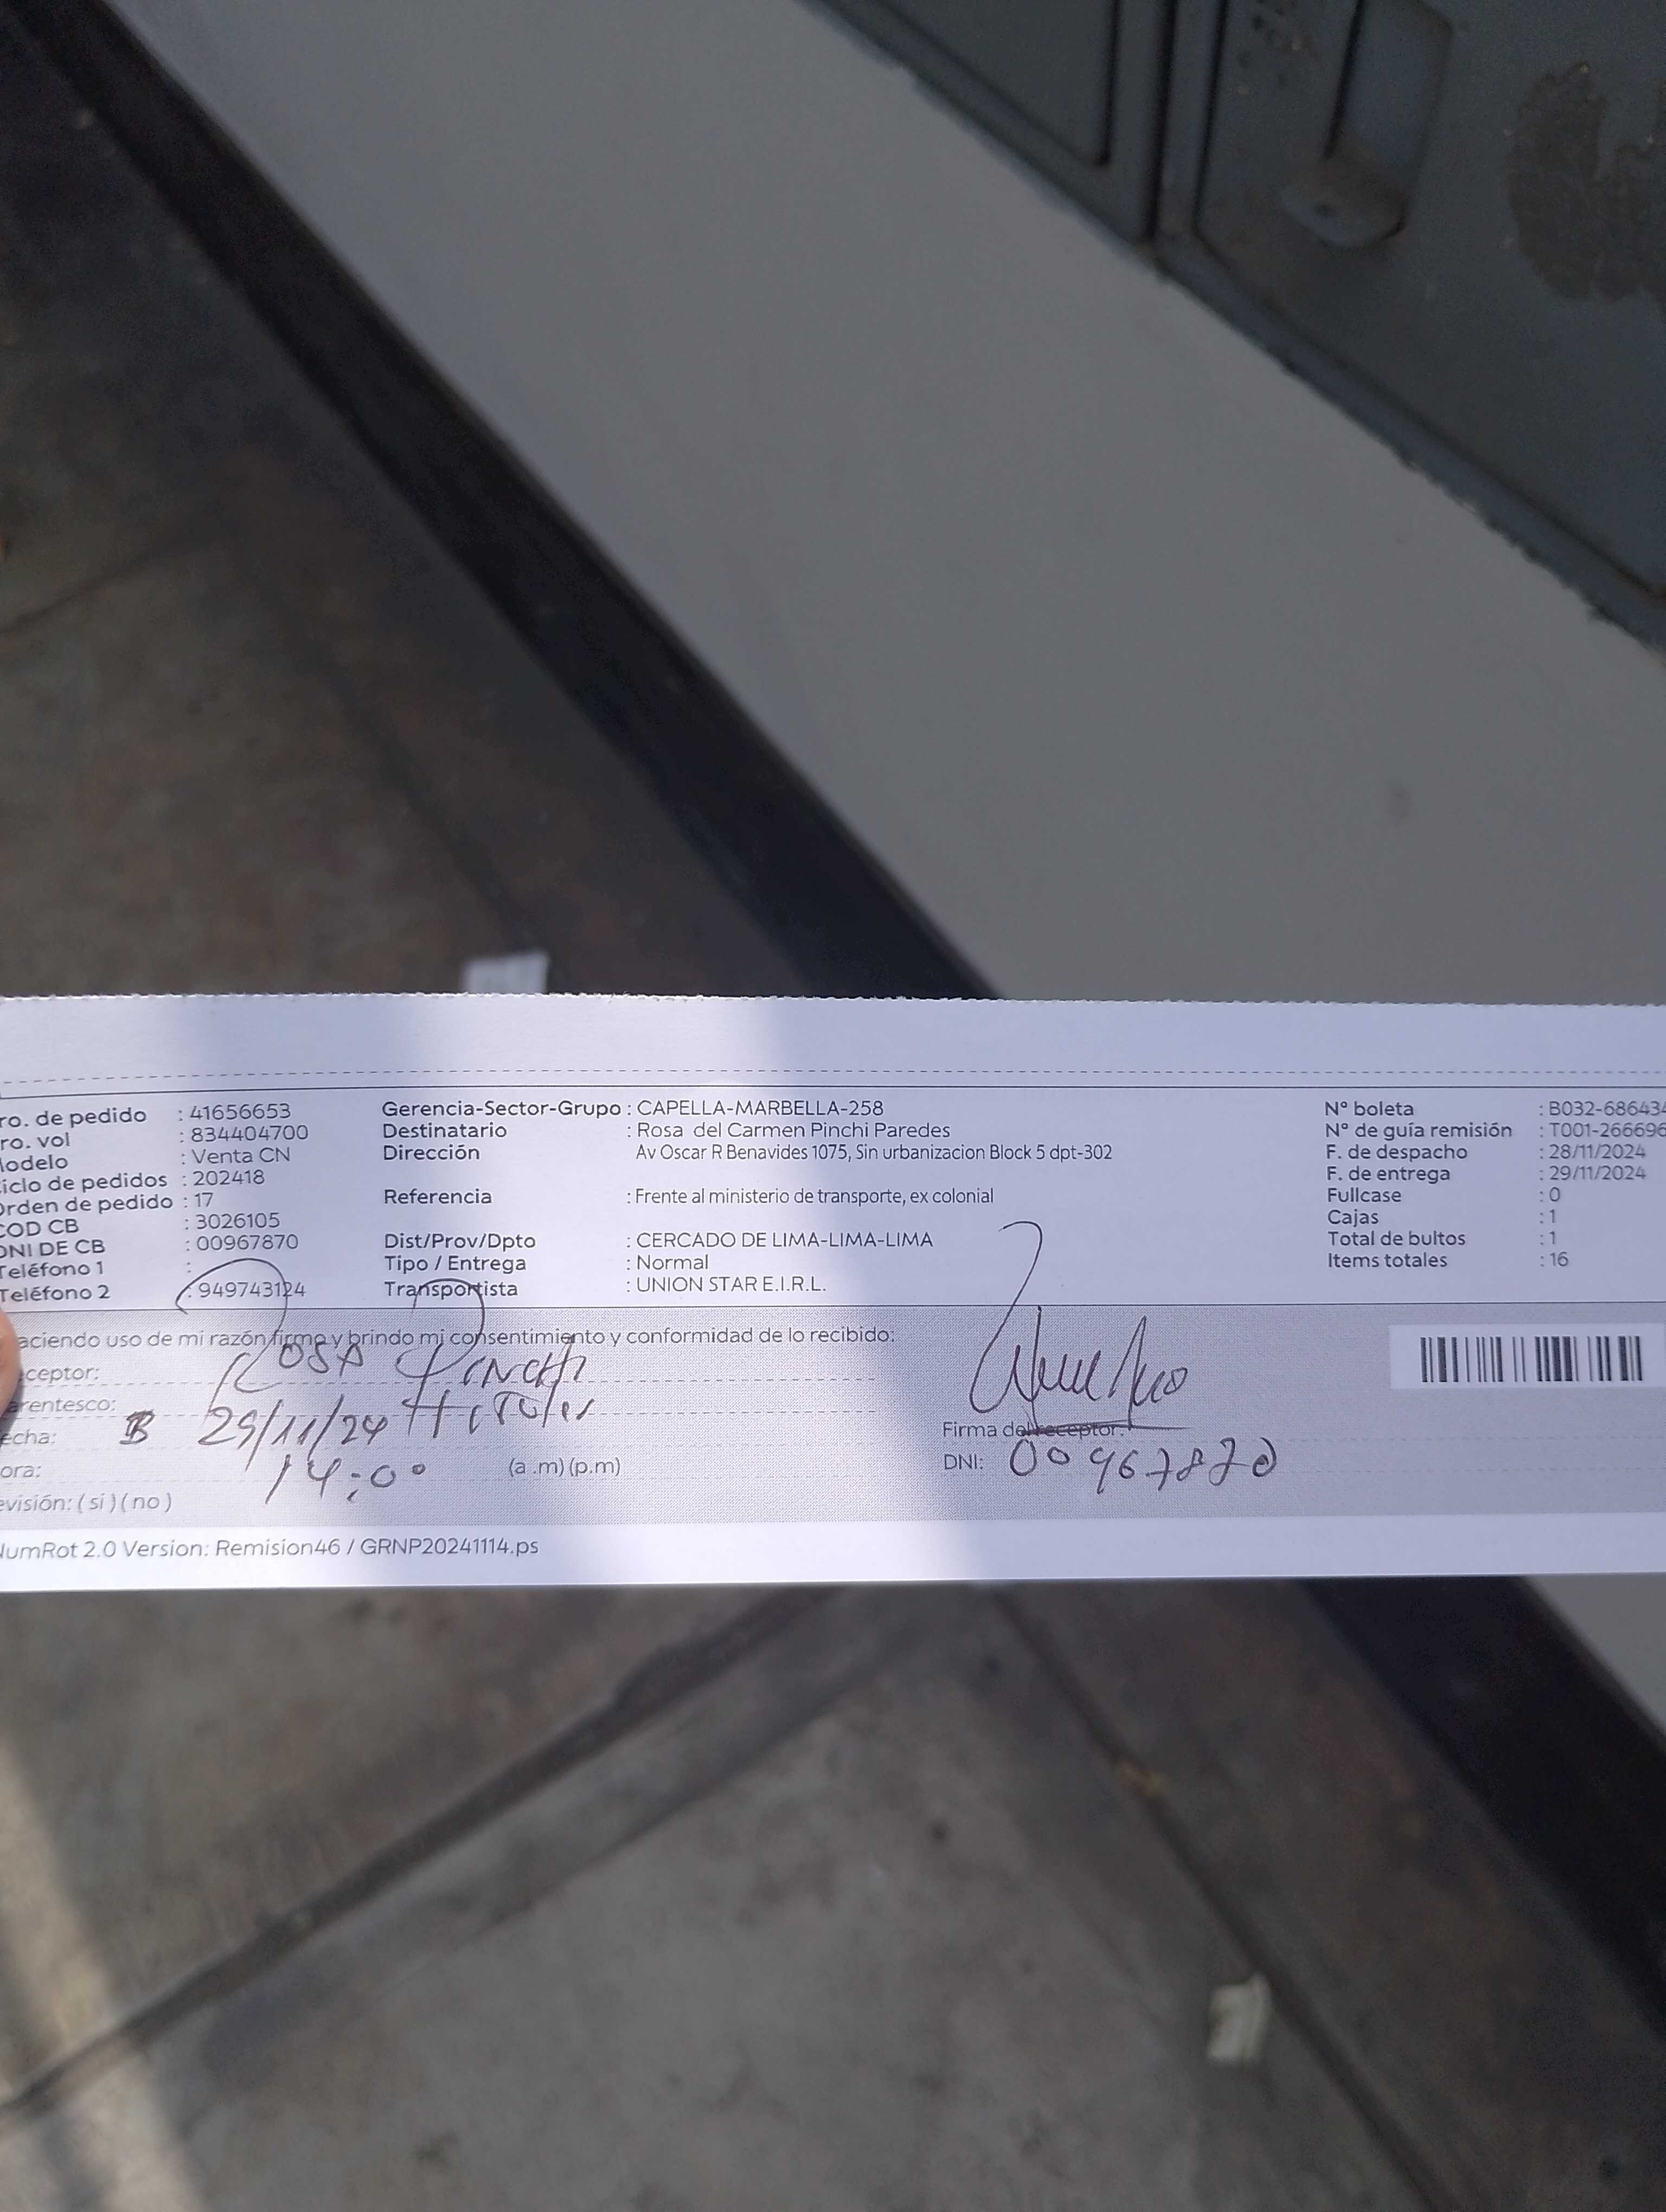 ro. de pedido : 41656653 Gerencia-Sector-Grupo : CAPELLA-MARBELLA-258 N° boleta : B032-686434
ro. vol : 834404700 Destinatario : Rosa del Carmen Pinchi Paredes N° de guía remisión : T001-266696
odelo : Venta CN Dirección Av Oscar R Benavides 1075, Sin urbanizacion Block 5 dpt-302 F. de despacho : 28/11/2024
iclo de pedidos : 202418 F. de entrega : 29/11/2024
rden de pedido : 17 Referencia : Frente al ministerio de transporte, ex colonial Fullcase : 0
COD CB : 3026105 Cajas : 1
DNI DE CB : 00967870 Dist/Prov/Dpto : CERCADO DE LIMA-LIMA-LIMA Total de bultos : 1
Teléfono 1 : Tipo / Entrega : Normal Items totales : 16
Teléfono 2 : 949743124 Transportista : UNION STAR E.I.R.L.
aciendo uso de mi razón firmo y brindo mi consentimiento y conformidad de lo recibido:
ceptor: ROSA PINCHI
rentesco: Titular
echa: 29/11/24 Firma del receptor:
ora: 14:00 (a .m) (p.m) DNI: 00967870
evisión: ( si ) ( no )
NumRot 2.0 Version: Remision46 / GRNP20241114.ps